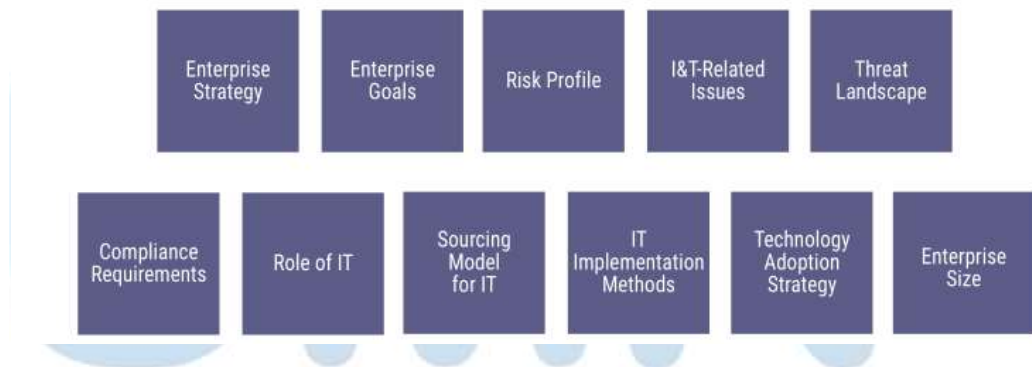 Enterprise
Strategy
Enterprise
Goals
Risk Profile
I&T-Related
Issues
Threat
Landscape
Compliance
Requirements
Role of IT
Sourcing
Model
for IT
IT
Implementation
Methods
Technology
Adoption
Strategy
Enterprise
Size